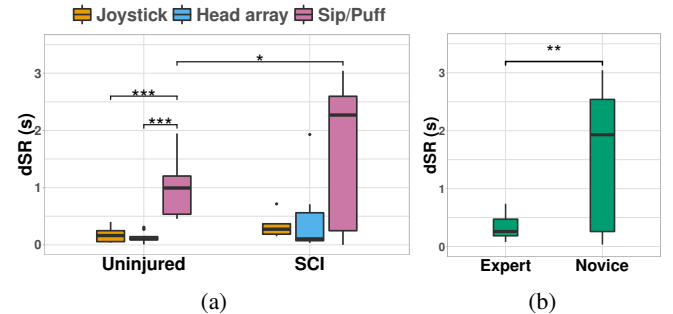 Joystick Head array Sip/Puff
dSR (s)
3
2
1
0
***
***
*
Uninjured SCI
(a)
dSR (s)
3
2
1
0
**
Expert Novice
(b)